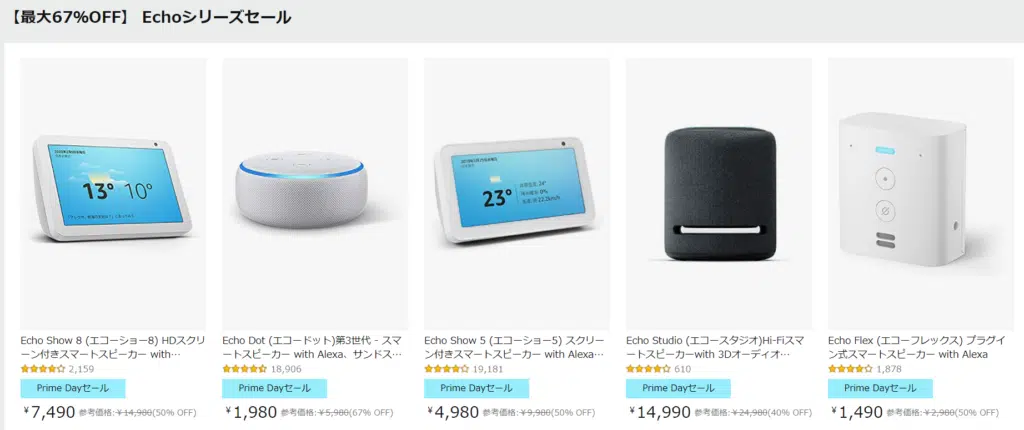 【最大67%OFF】 Echoシリーズセール
13° 10°
23°
Echo Show 8 (エコーショー8) HDスクリ
ーン付きスマートスピーカー with…
2,159
Prime Dayセール
¥7,490 参考価格:¥14,980(50% OFF)
Echo Dot (エコードット)第3世代 - スマ
ートスピーカー with Alexa、サンドス…
18,906
Prime Dayセール
¥1,980 参考価格:¥5,980(67% OFF)
Echo Show 5 (エコーショー5) スクリー
ン付きスマートスピーカー with Alexa…
19,181
Prime Dayセール
¥4,980 参考価格:¥9,980(50% OFF)
Echo Studio (エコースタジオ)Hi-Fiスマ
ートスピーカーwith 3Dオーディオ…
610
Prime Dayセール
¥14,990 参考価格:¥24,980(40% OFF)
Echo Flex (エコーフレックス) プラグイ
ン式スマートスピーカー with Alexa
1,878
Prime Dayセール
¥1,490 参考価格:¥2,980(50% OFF)